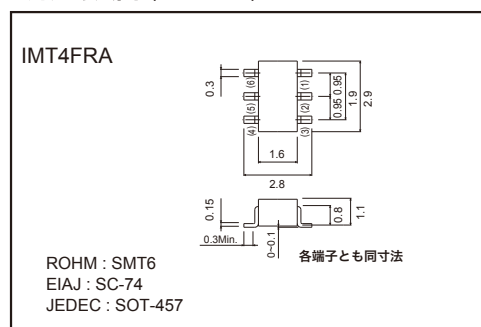 IMT4FRA
0.3
(6)
(5)
(4)
(1)
(2)
(3)
0.95 0.95
1.9
2.9
1.6
2.8
0.15
0.3Min.
0~0.1
0.8
1.1
各端子とも同寸法
ROHM : SMT6
EIAJ : SC-74
JEDEC : SOT-457